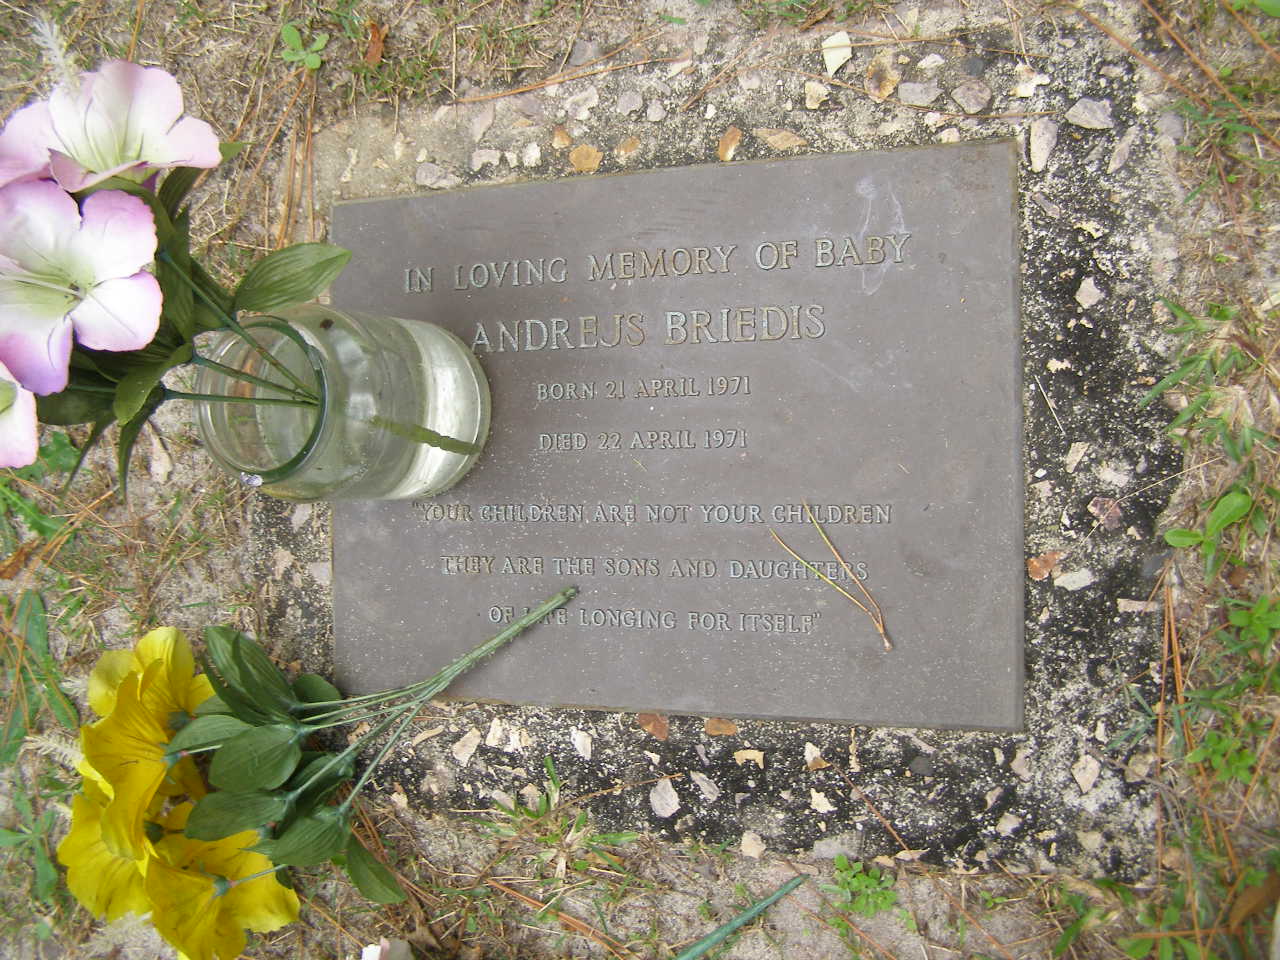 IN LOVING MEMORY OF BABY
ANDREJS BRIEDIS
BORN 21 APRIL 1971
DIED 22 APRIL 1971
"YOUR CHILDREN ARE NOT YOUR CHILDREN
THEY ARE THE SONS AND DAUGHTERS
OF LIFE LONGING FOR ITSELF"